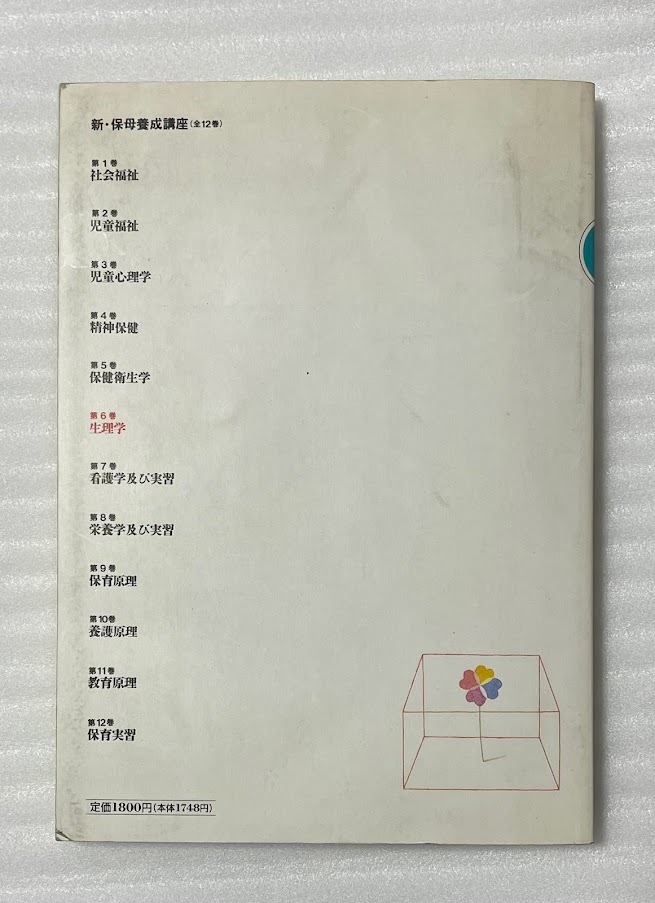 新・保母養成講座(全12巻)
第1巻
社会福祉
第2巻
児童福祉
第3巻
児童心理学
第4巻
精神保健
第5巻
保健衛生学
第6巻
生理学
第7巻
看護学及び実習
第8巻
栄養学及び実習
第9巻
保育原理
第10巻
養護原理
第11巻
教育原理
第12巻
保育実習
定価1800円(本体1748円)